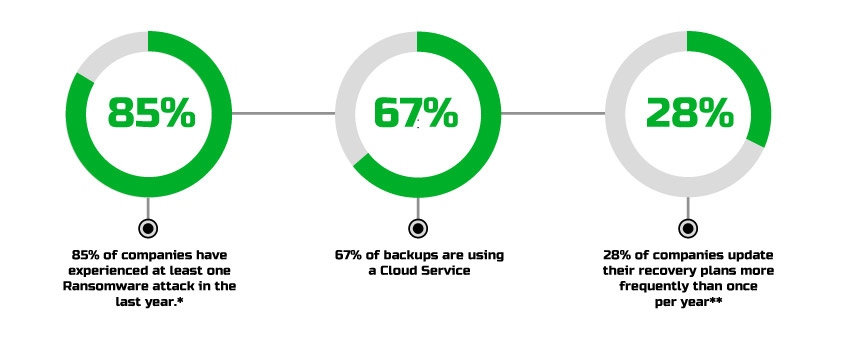 85%
67%
28%
85% of companies have
experienced at least one
Ransomware attack in the
last year.*
67% of backups are using
a Cloud Service
28% of companies update
their recovery plans more
frequently than once
per year**